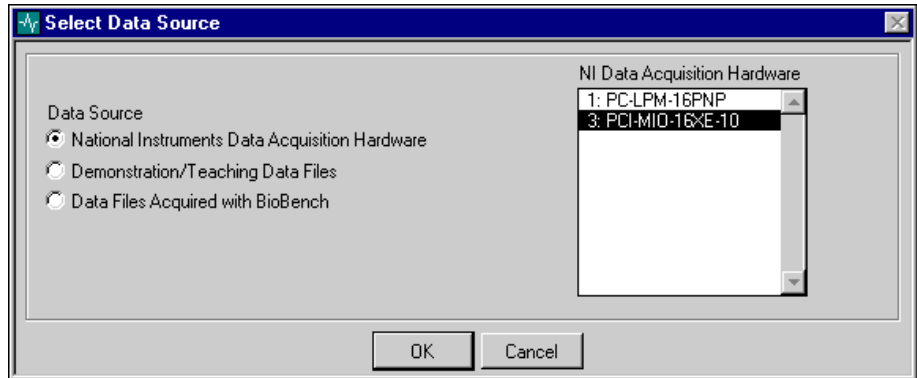 Select Data Source
NI Data Acquisition Hardware
1: PC-LPM-16PNP
3: PCI-MIO-16XE-10
Data Source
National Instruments Data Acquisition Hardware
Demonstration/Teaching Data Files
Data Files Acquired with BioBench
OK
Cancel